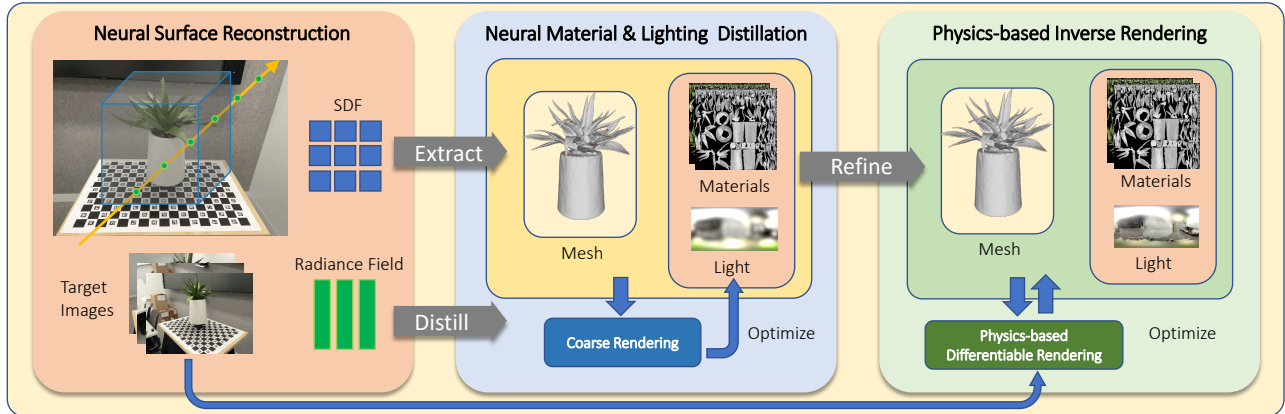 Neural Surface Reconstruction
SDF
Radiance Field
Target
Images
Extract
Distill
Neural Material & Lighting Distillation
Mesh
Materials
Light
Coarse Rendering
Optimize
Refine
Physics-based Inverse Rendering
Mesh
Materials
Light
Physics-based
Differentiable Rendering
Optimize